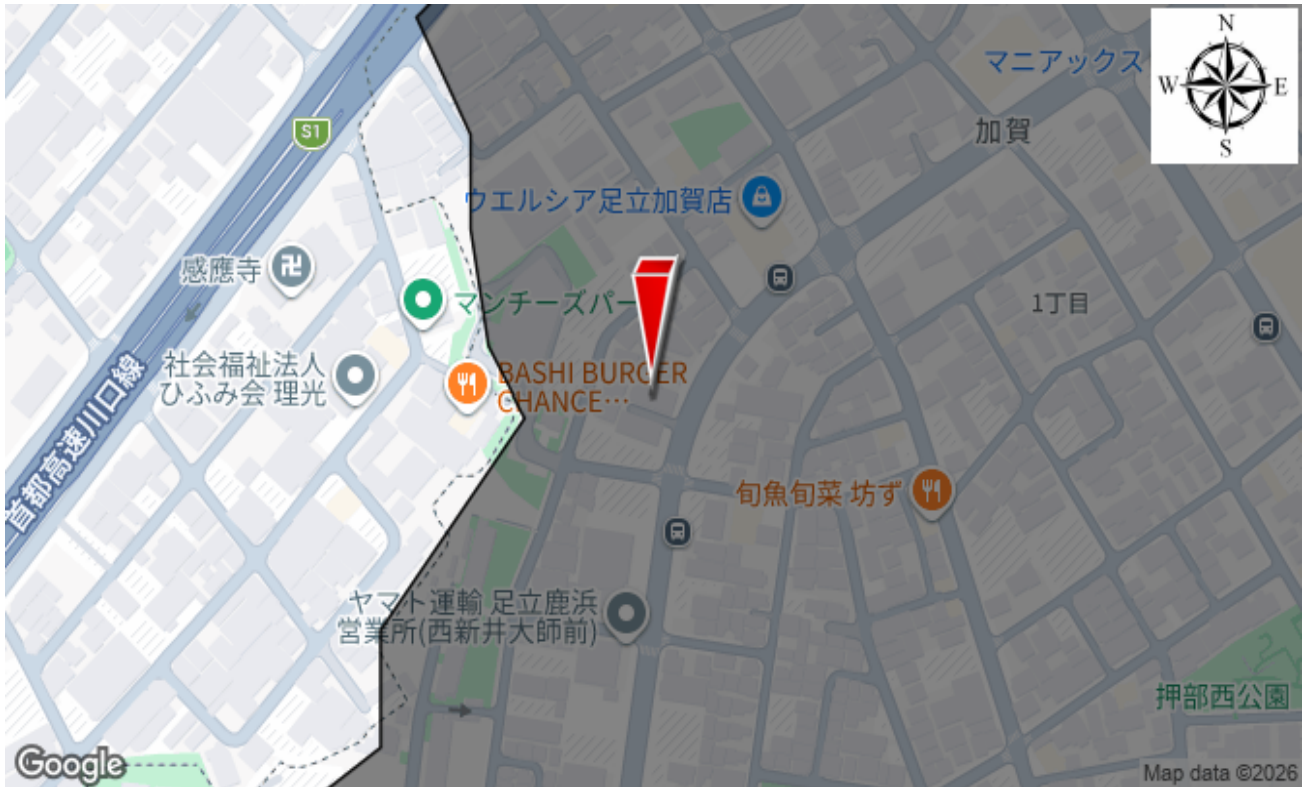 N
マニアックス
W
E
S1
加賀
S
ウエルシア足立加賀店
感應寺
マンチーズパー
1丁目
社会福祉法人
ひふみ会 理光
BASHI BURGER
CHANCE…
首都高速川口線
旬魚旬菜 坊ず
ヤマト運輸 足立鹿浜
営業所(西新井大師前)
押部西公園
Google
Map data ©2026